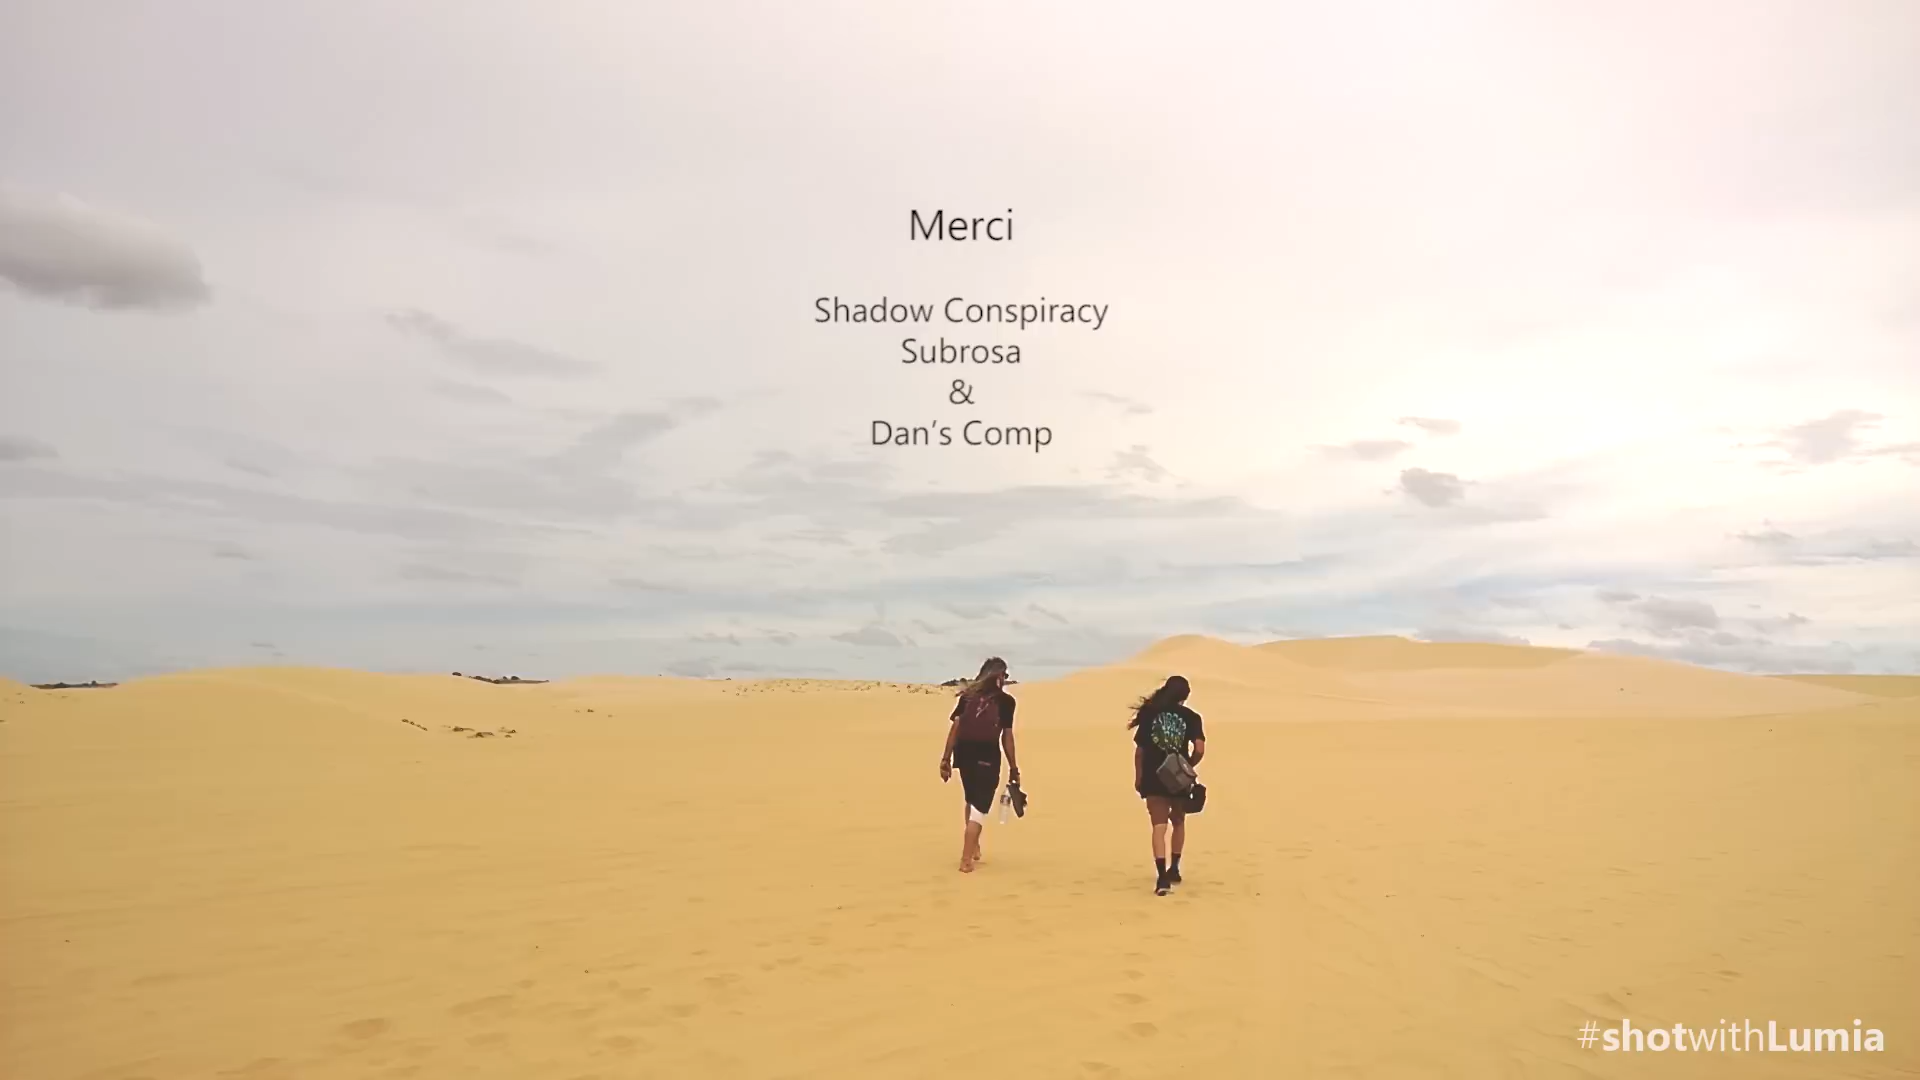 Merci
Shadow Conspiracy
Subrosa
&
Dan's Comp
#shotwithLumia